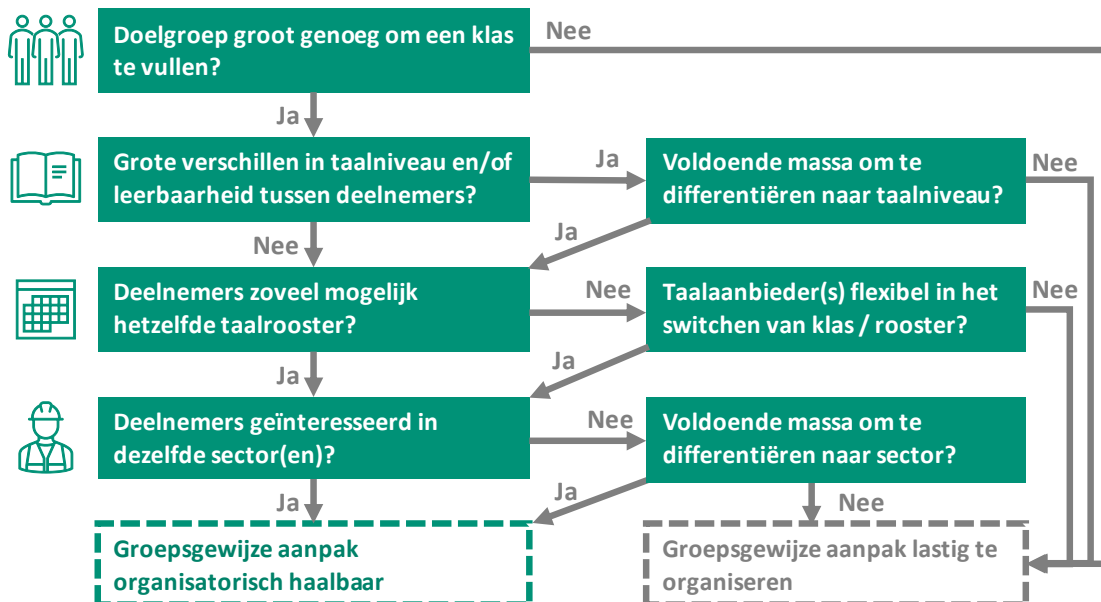 Doelgroep groot genoeg om een klas
te vullen?
Nee
Ja
Grote verschillen in taalniveau en/of
leerbaarheid tussen deelnemers?
Ja
Voldoende massa om te
differentiëren naar taalniveau?
Nee
Nee
Ja
Deelnemers zoveel mogelijk
hetzelfde taalrooster?
Nee
Taalaanbieder(s) flexibel in het
switchen van klas / rooster?
Nee
Ja
Ja
Deelnemers geïnteresseerd in
dezelfde sector(en)?
Nee
Voldoende massa om te
differentiëren naar sector?
Ja
Ja
Nee
Groepsgewijze aanpak
organisatorisch haalbaar
Groepsgewijze aanpak lastig te
organiseren